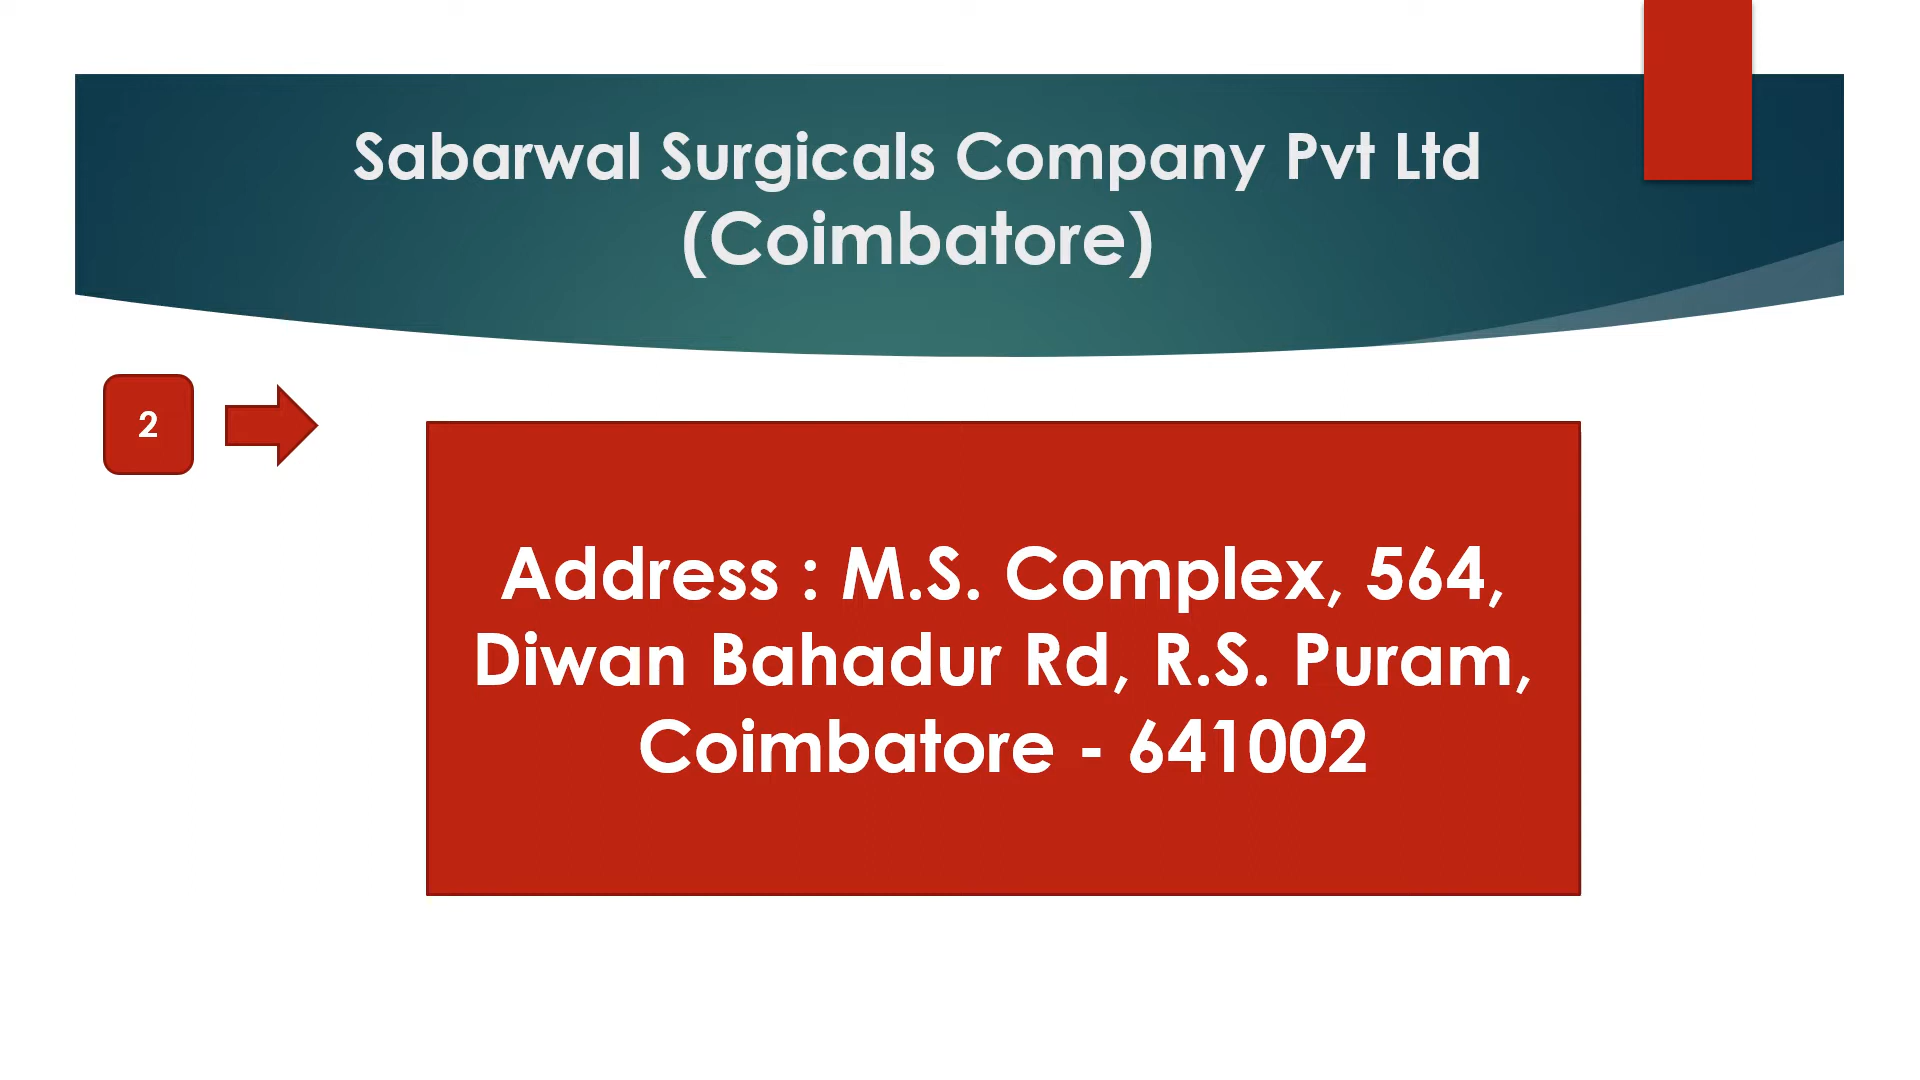 Sabarwal Surgicals Company Pvt Ltd
(Coimbatore)
2
Address : M.S. Complex, 564,
Diwan Bahadur Rd, R.S. Puram,
Coimbatore - 641002